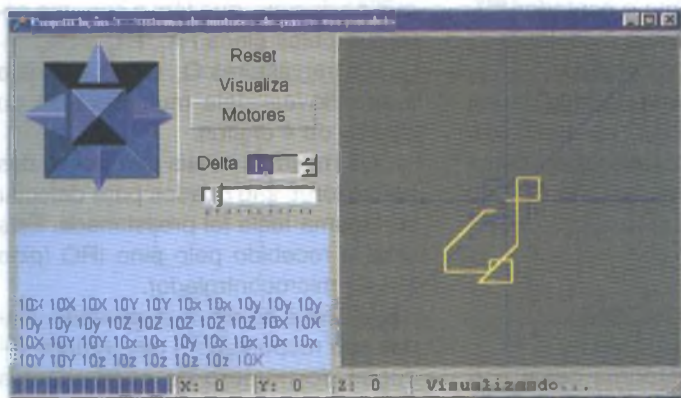 Reset
Visualiza
Motores
Delta
10X 10X 10X 10Y 10Y 10x 10x 10y 10y 10y
10y 10y 10y 10Z 10Z 10Z 10Z 10Z 10X 10X
10X 10Y 10Y 10x 10x 10y 10x 10x 10x 10x
10Y 10Y 10z 10z 10z 10z 10z 10X
X: 0 Y: 0 Z: 0 Visualizando...